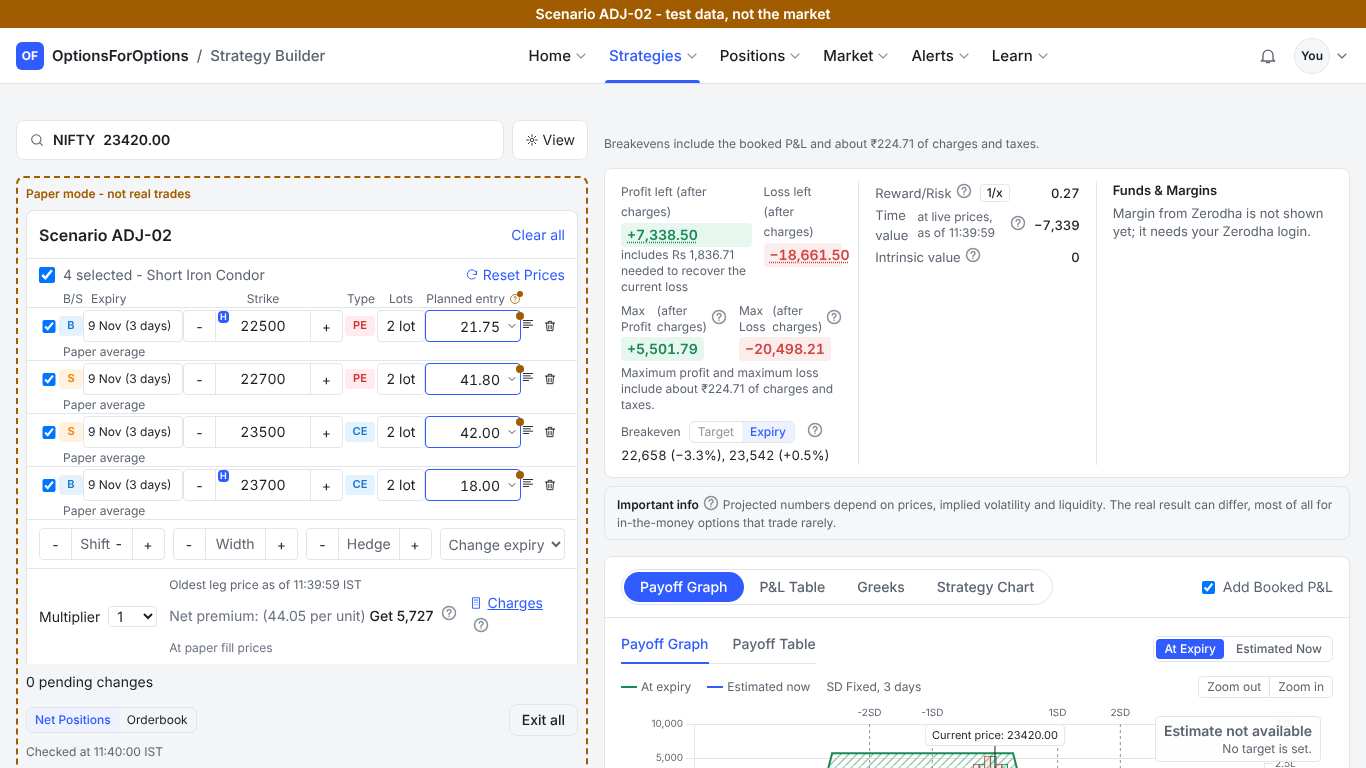 Scenario ADJ-02 - test data, not the market
OF OptionsForOptions / Strategy Builder
Home Strategies Positions Market Alerts Learn
You
NIFTY 23420.00
View
Paper mode - not real trades
Scenario ADJ-02 Clear all
4 selected - Short Iron Condor Reset Prices
B/S Expiry Strike Type Lots Planned entry
B 9 Nov (3 days) - H 22500 + PE 2 lot 21.75
Paper average
S 9 Nov (3 days) - 22700 + PE 2 lot 41.80
Paper average
S 9 Nov (3 days) - 23500 + CE 2 lot 42.00
Paper average
B 9 Nov (3 days) - H 23700 + CE 2 lot 18.00
Paper average
- Shift - + - Width + - Hedge + Change expiry
Oldest leg price as of 11:39:59 IST
Multiplier 1 Net premium: (44.05 per unit) Get 5,727 Charges
At paper fill prices
0 pending changes
Net Positions Orderbook Exit all
Checked at 11:40:00 IST
Breakevens include the booked P&L and about ₹224.71 of charges and taxes.
Profit left (after
charges)
+7,338.50
includes Rs 1,836.71
needed to recover the
current loss
Loss left
(after
charges)
−18,661.50
Max (after
Profit charges)
+5,501.79
Max (after
Loss charges)
−20,498.21
Maximum profit and maximum loss
include about ₹224.71 of charges and
taxes.
Breakeven Target Expiry
22,658 (−3.3%), 23,542 (+0.5%)
Reward/Risk 1/x 0.27
Time value at live prices, as of 11:39:59 −7,339
Intrinsic value 0
Funds & Margins
Margin from Zerodha is not shown
yet; it needs your Zerodha login.
Important info Projected numbers depend on prices, implied volatility and liquidity. The real result can differ, most of all for
in-the-money options that trade rarely.
Payoff Graph P&L Table Greeks Strategy Chart Add Booked P&L
Payoff Graph Payoff Table At Expiry Estimated Now
At expiry Estimated now SD Fixed, 3 days Zoom out Zoom in
-2SD -1SD 1SD 2SD
10,000
Current price: 23420.00
Estimate not available
No target is set.
5,000